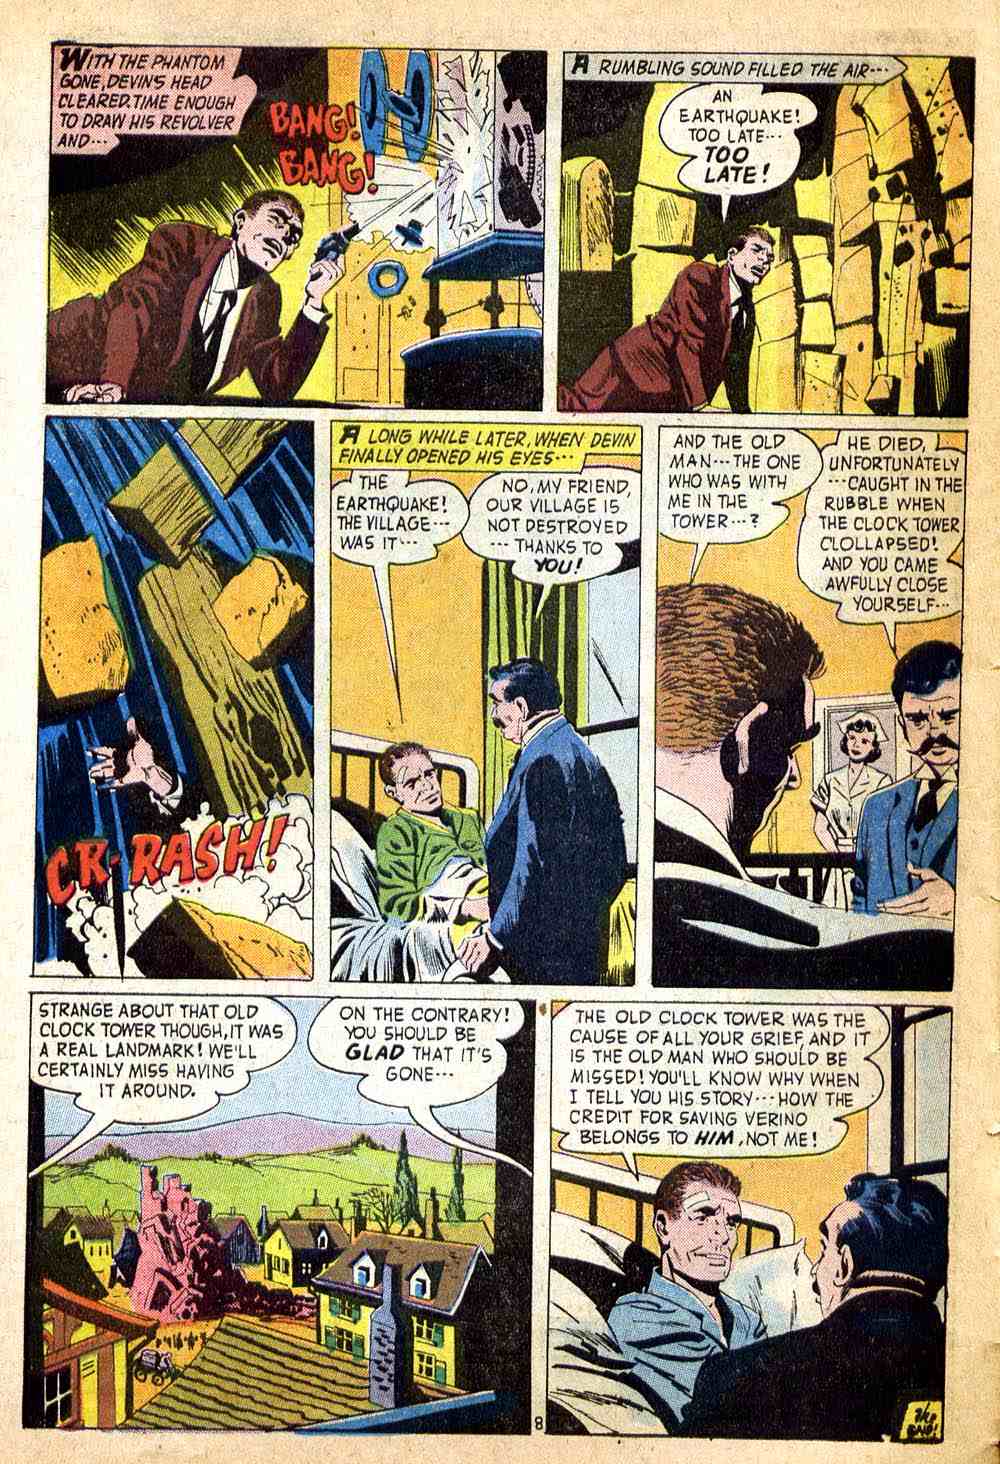 WITH THE PHANTOM
GONE, DEVIN'S HEAD
CLEARED. TIME ENOUGH
TO DRAW HIS REVOLVER
AND---
BANG!
BANG!
A RUMBLING SOUND FILLED THE AIR---
AN
EARTHQUAKE!
TOO LATE---
TOO
LATE!
CR-RASH!
A LONG WHILE LATER, WHEN DEVIN
FINALLY OPENED HIS EYES---
THE
EARTHQUAKE!
THE VILLAGE---
WAS IT---
NO, MY FRIEND,
OUR VILLAGE IS
NOT DESTROYED
--- THANKS TO
YOU!
AND THE OLD
MAN---THE ONE
WHO WAS WITH
ME IN THE
TOWER---?
HE DIED,
UNFORTUNATELY
---CAUGHT IN THE
RUBBLE WHEN
THE CLOCK TOWER
CLOLLAPSED!
AND YOU CAME
AWFULLY CLOSE
YOURSELF---
STRANGE ABOUT THAT OLD
CLOCK TOWER THOUGH, IT WAS
A REAL LANDMARK! WE'LL
CERTAINLY MISS HAVING
IT AROUND.
ON THE CONTRARY!
YOU SHOULD BE
GLAD THAT IT'S
GONE---
THE OLD CLOCK TOWER WAS THE
CAUSE OF ALL YOUR GRIEF, AND IT
IS THE OLD MAN WHO SHOULD BE
MISSED! YOU'LL KNOW WHY WHEN
I TELL YOU HIS STORY---HOW THE
CREDIT FOR SAVING VERINO
BELONGS TO HIM, NOT ME!
8
The
END!